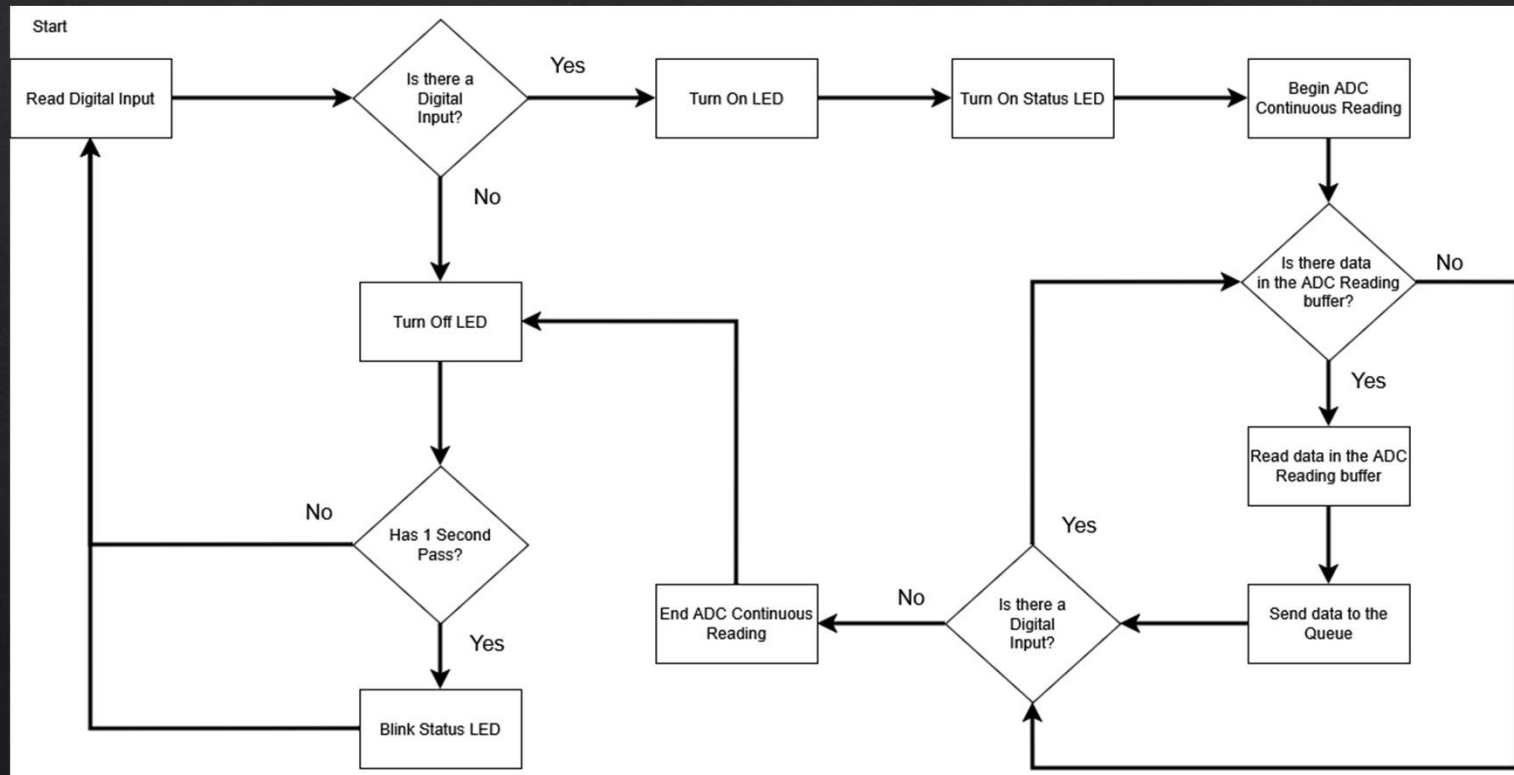 Start
Read Digital Input
Is there a
Digital
Input?
Yes
Turn On LED
Turn On Status LED
Begin ADC
Continuous Reading
No
Turn Off LED
Is there data
in the ADC Reading
buffer?
No
Yes
Read data in the ADC
Reading buffer
No
Has 1 Second
Pass?
Yes
Blink Status LED
Yes
Is there a
Digital
Input?
No
End ADC Continuous
Reading
Send data to the
Queue